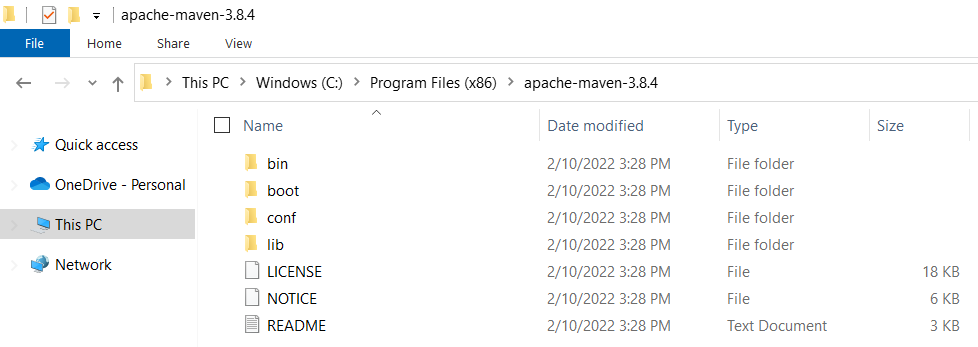 apache-maven-3.8.4
File Home Share View
This PC Windows (C:) Program Files (x86) apache-maven-3.8.4
Quick access
OneDrive - Personal
This PC
Network
Name Date modified Type Size
bin 2/10/2022 3:28 PM File folder
boot 2/10/2022 3:28 PM File folder
conf 2/10/2022 3:28 PM File folder
lib 2/10/2022 3:28 PM File folder
LICENSE 2/10/2022 3:28 PM File 18 KB
NOTICE 2/10/2022 3:28 PM File 6 KB
README 2/10/2022 3:28 PM Text Document 3 KB